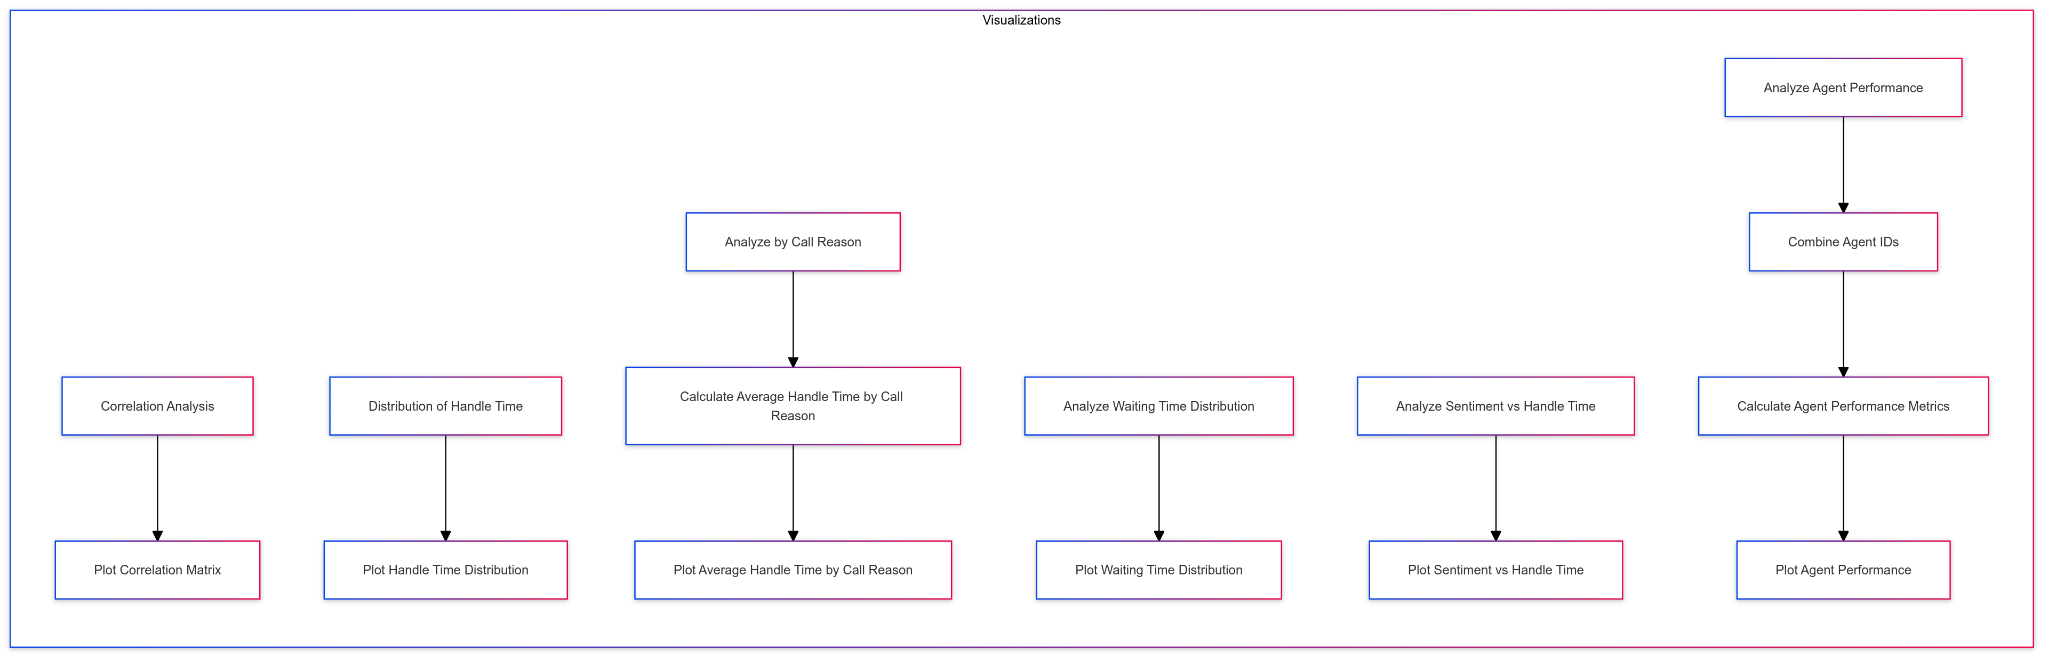 Visualizations
Analyze Agent Performance
Analyze by Call Reason
Combine Agent IDs
Correlation Analysis
Distribution of Handle Time
Calculate Average Handle Time by Call
Reason
Analyze Waiting Time Distribution
Analyze Sentiment vs Handle Time
Calculate Agent Performance Metrics
Plot Correlation Matrix
Plot Handle Time Distribution
Plot Average Handle Time by Call Reason
Plot Waiting Time Distribution
Plot Sentiment vs Handle Time
Plot Agent Performance